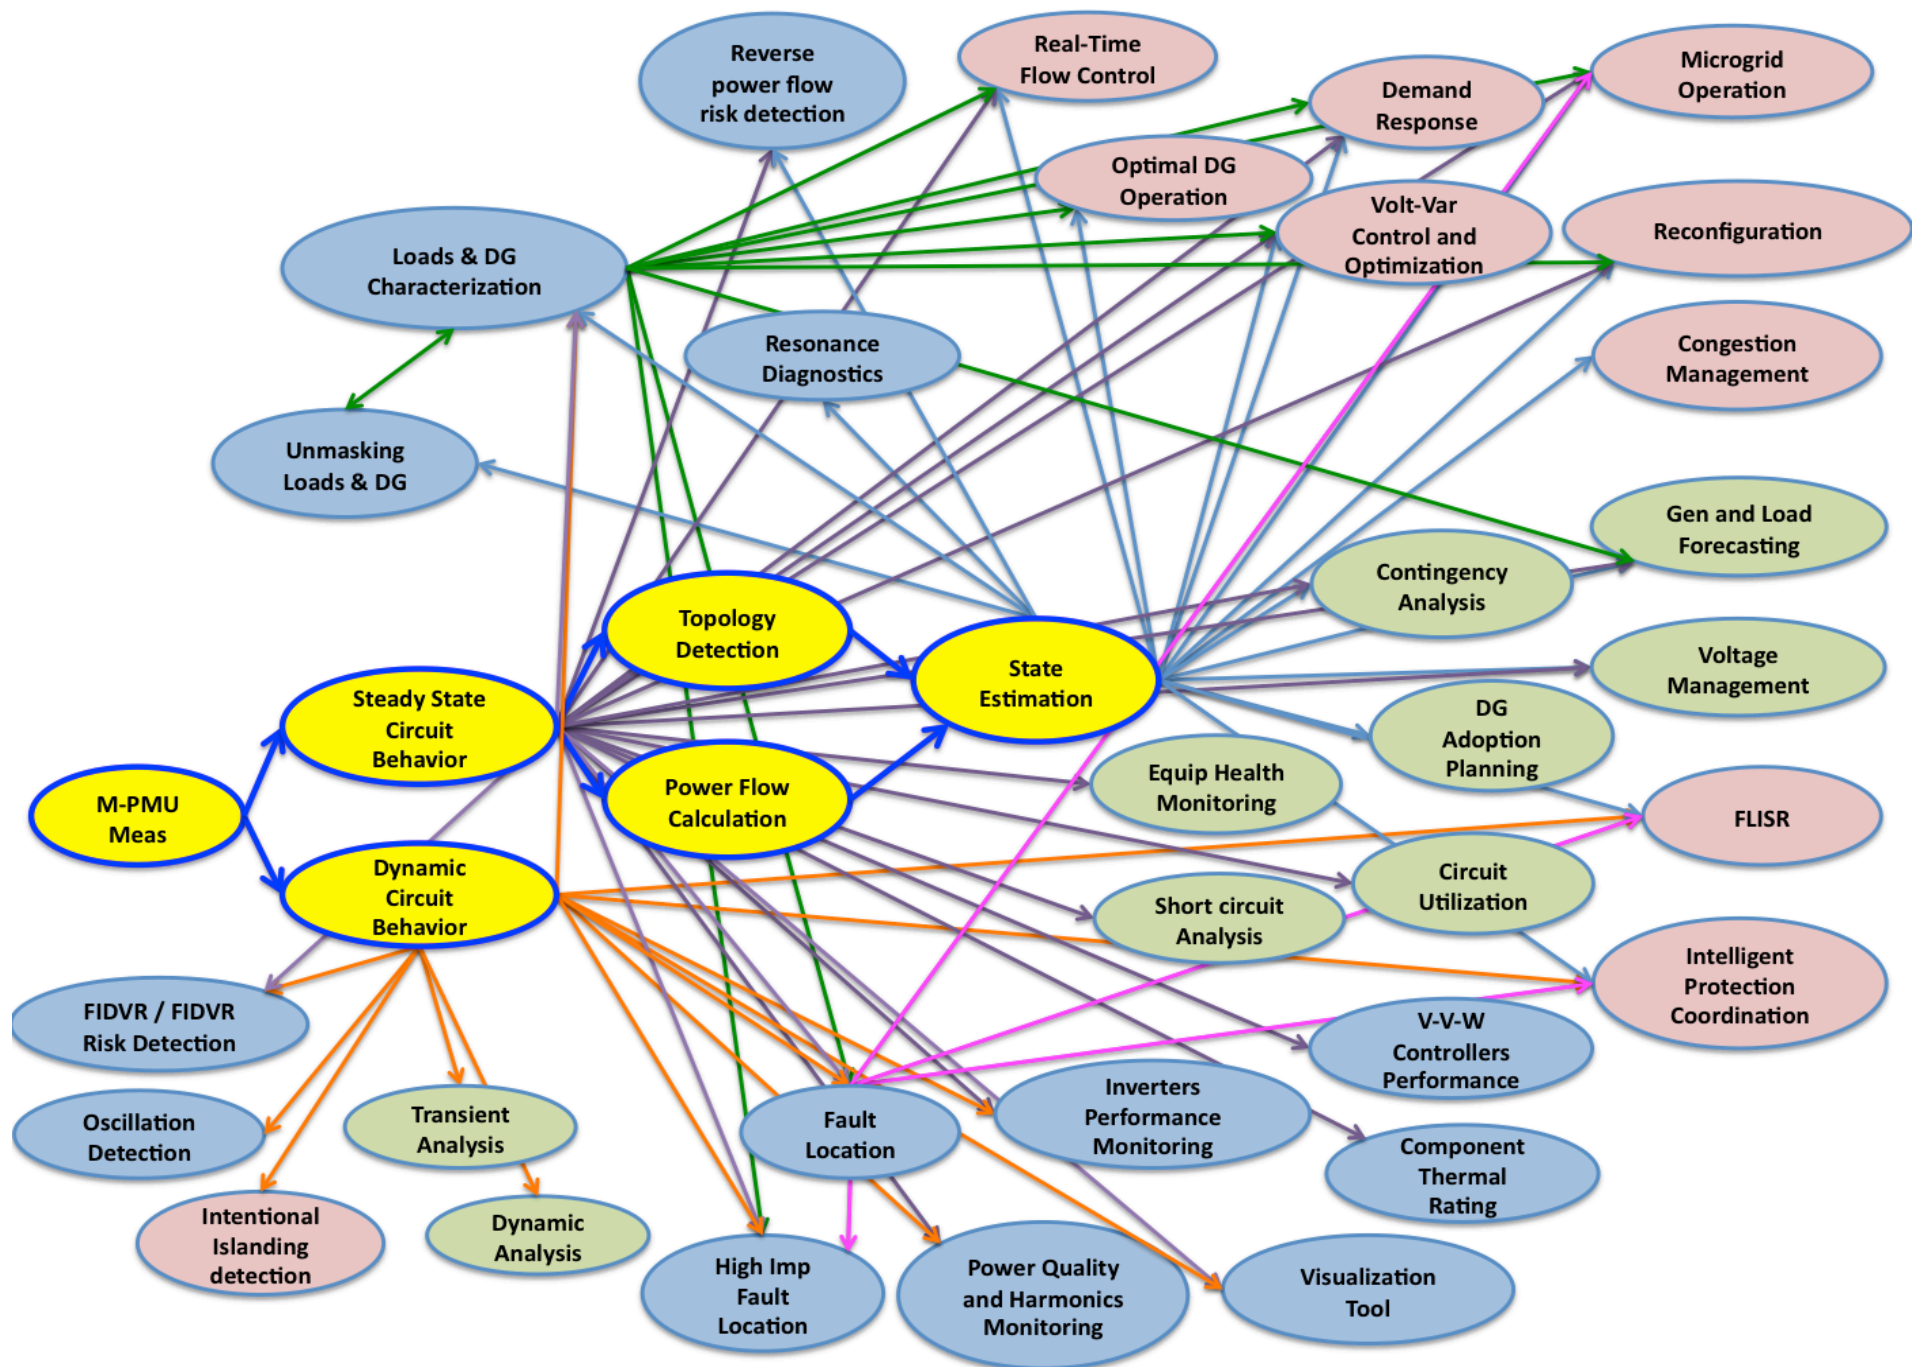 Reverse
power flow
risk detection
Real-Time
Flow Control
Demand
Response
Microgrid
Operation
Optimal DG
Operation
Volt-Var
Control and
Optimization
Reconfiguration
Loads & DG
Characterization
Resonance
Diagnostics
Congestion
Management
Unmasking
Loads & DG
Gen and Load
Forecasting
Contingency
Analysis
Topology
Detection
State
Estimation
Voltage
Management
Steady State
Circuit
Behavior
DG
Adoption
Planning
Power Flow
Calculation
Equip Health
Monitoring
M-PMU
Meas
FLISR
Dynamic
Circuit
Behavior
Circuit
Utilization
Short circuit
Analysis
Intelligent
Protection
Coordination
FIDVR / FIDVR
Risk Detection
V-V-W
Controllers
Performance
Oscillation
Detection
Transient
Analysis
Fault
Location
Inverters
Performance
Monitoring
Component
Thermal
Rating
Intentional
Islanding
detection
Dynamic
Analysis
High Imp
Fault
Location
Power Quality
and Harmonics
Monitoring
Visualization
Tool